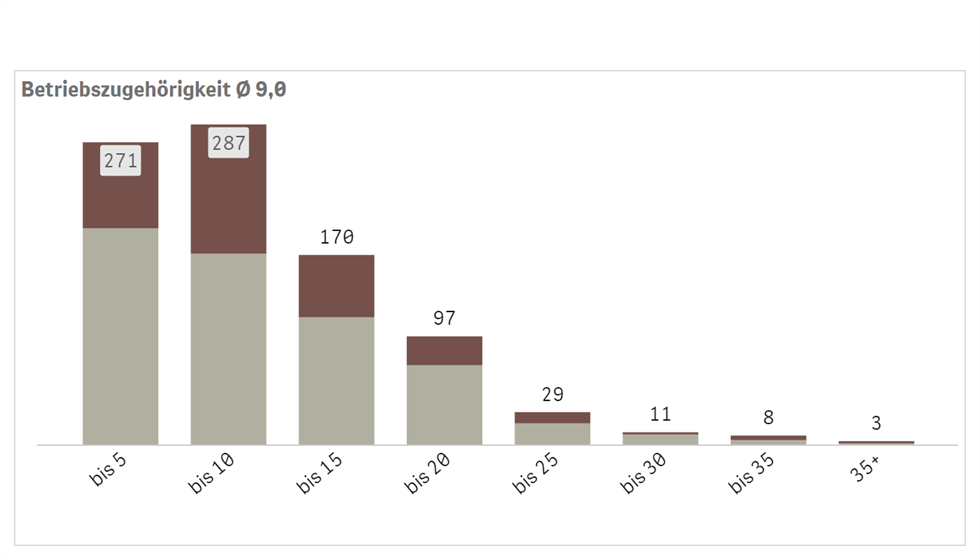 Betriebszugehörigkeit Ø 9,0
271
287
170
97
29
11
8
3
bis 5
bis 10
bis 15
bis 20
bis 25
bis 30
bis 35
35+